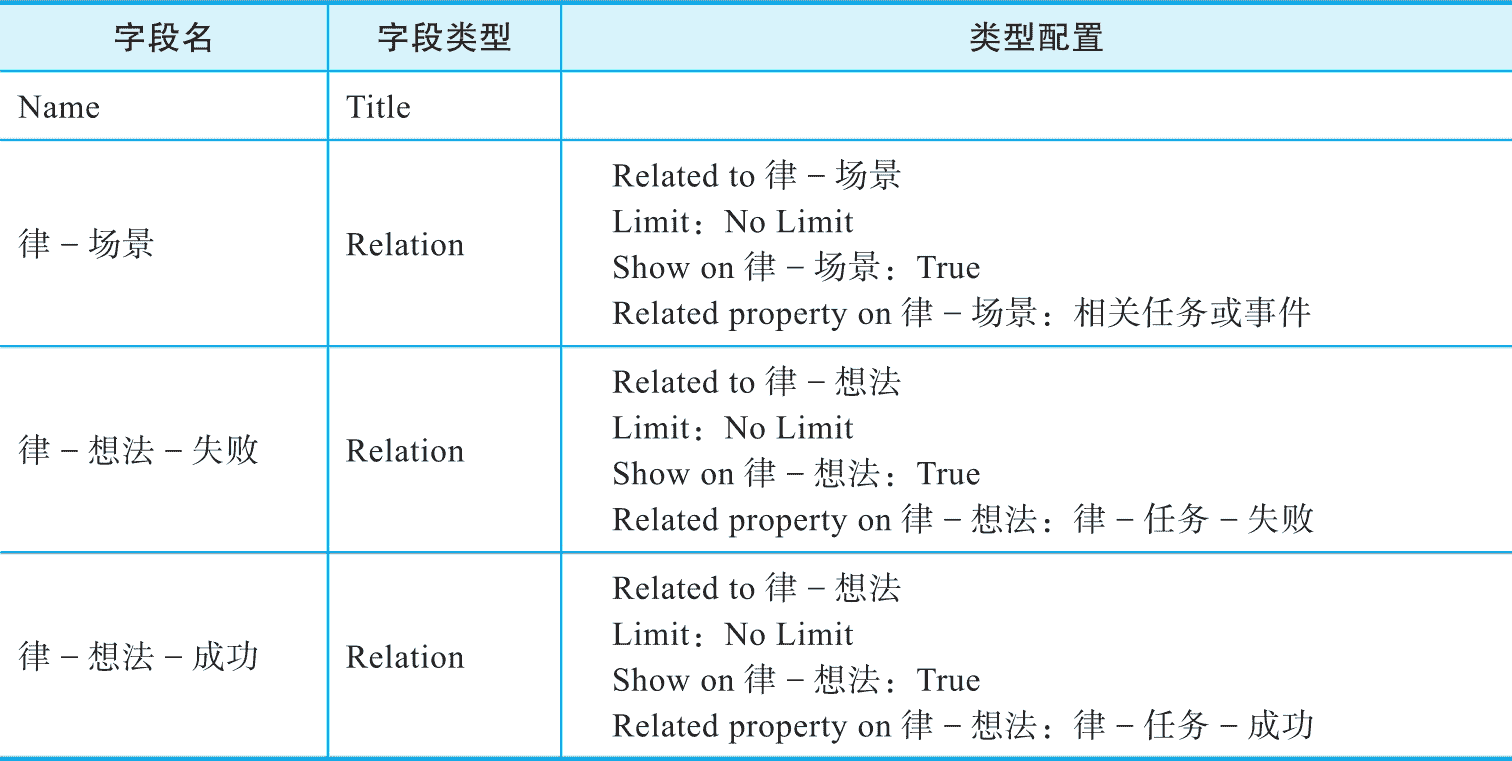 字段名 字段类型 类型配置
Name Title
律－场景 Relation
Related to 律－场景
Limit：No Limit
Show on 律－场景：True
Related property on 律－场景：相关任务或事件
律－想法－失败 Relation
Related to 律－想法
Limit：No Limit
Show on 律－想法：True
Related property on 律－想法：律－任务－失败
律－想法－成功 Relation
Related to 律－想法
Limit：No Limit
Show on 律－想法：True
Related property on 律－想法：律－任务－成功